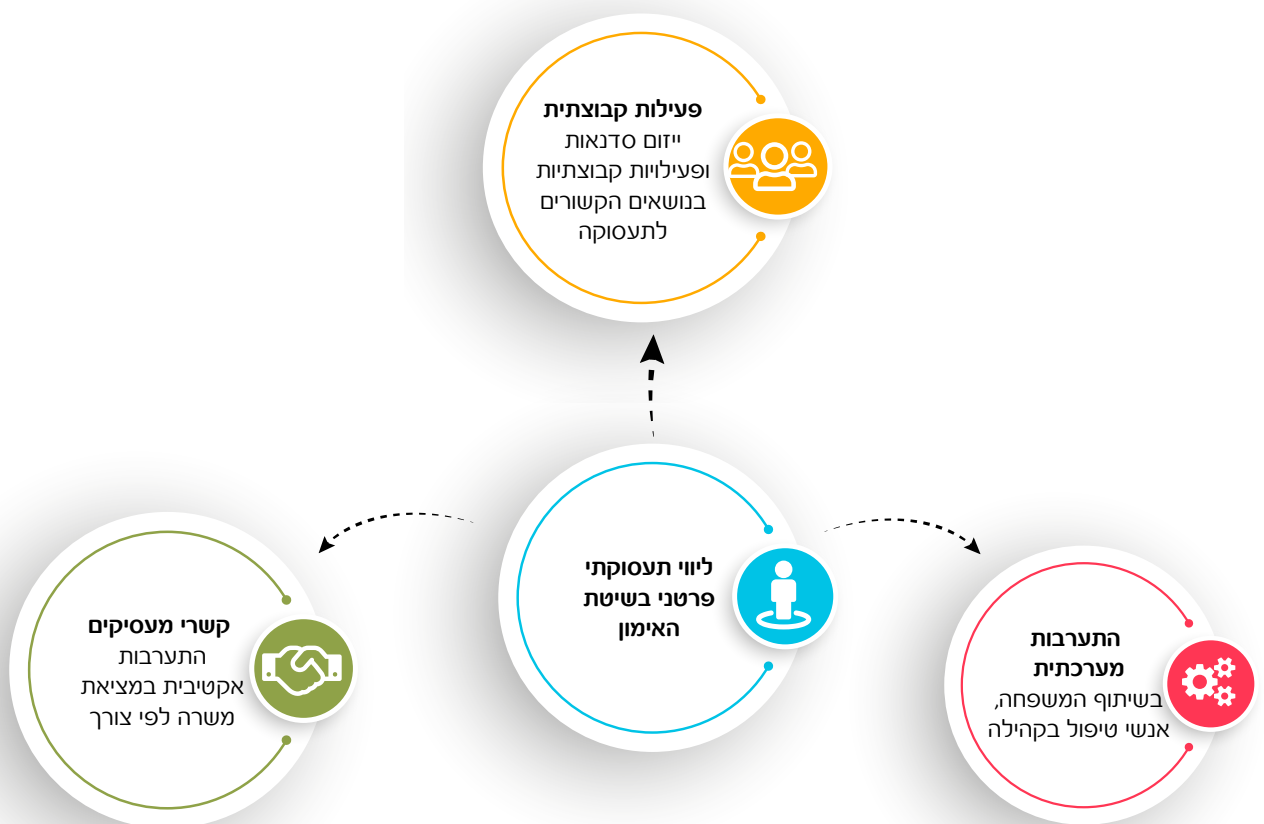 פעילות קבוצתית
ייזום סדנאות
ופעילויות קבוצתיות
בנושאים הקשורים
לתעסוקה
ליווי תעסוקתי
פרטני בשיטת
האימון
התערבות
מערכתית
בשיתוף המשפחה,
אנשי טיפול בקהילה
קשרי מעסיקים
התערבות
אקטיבית במציאת
משרה לפי צורך